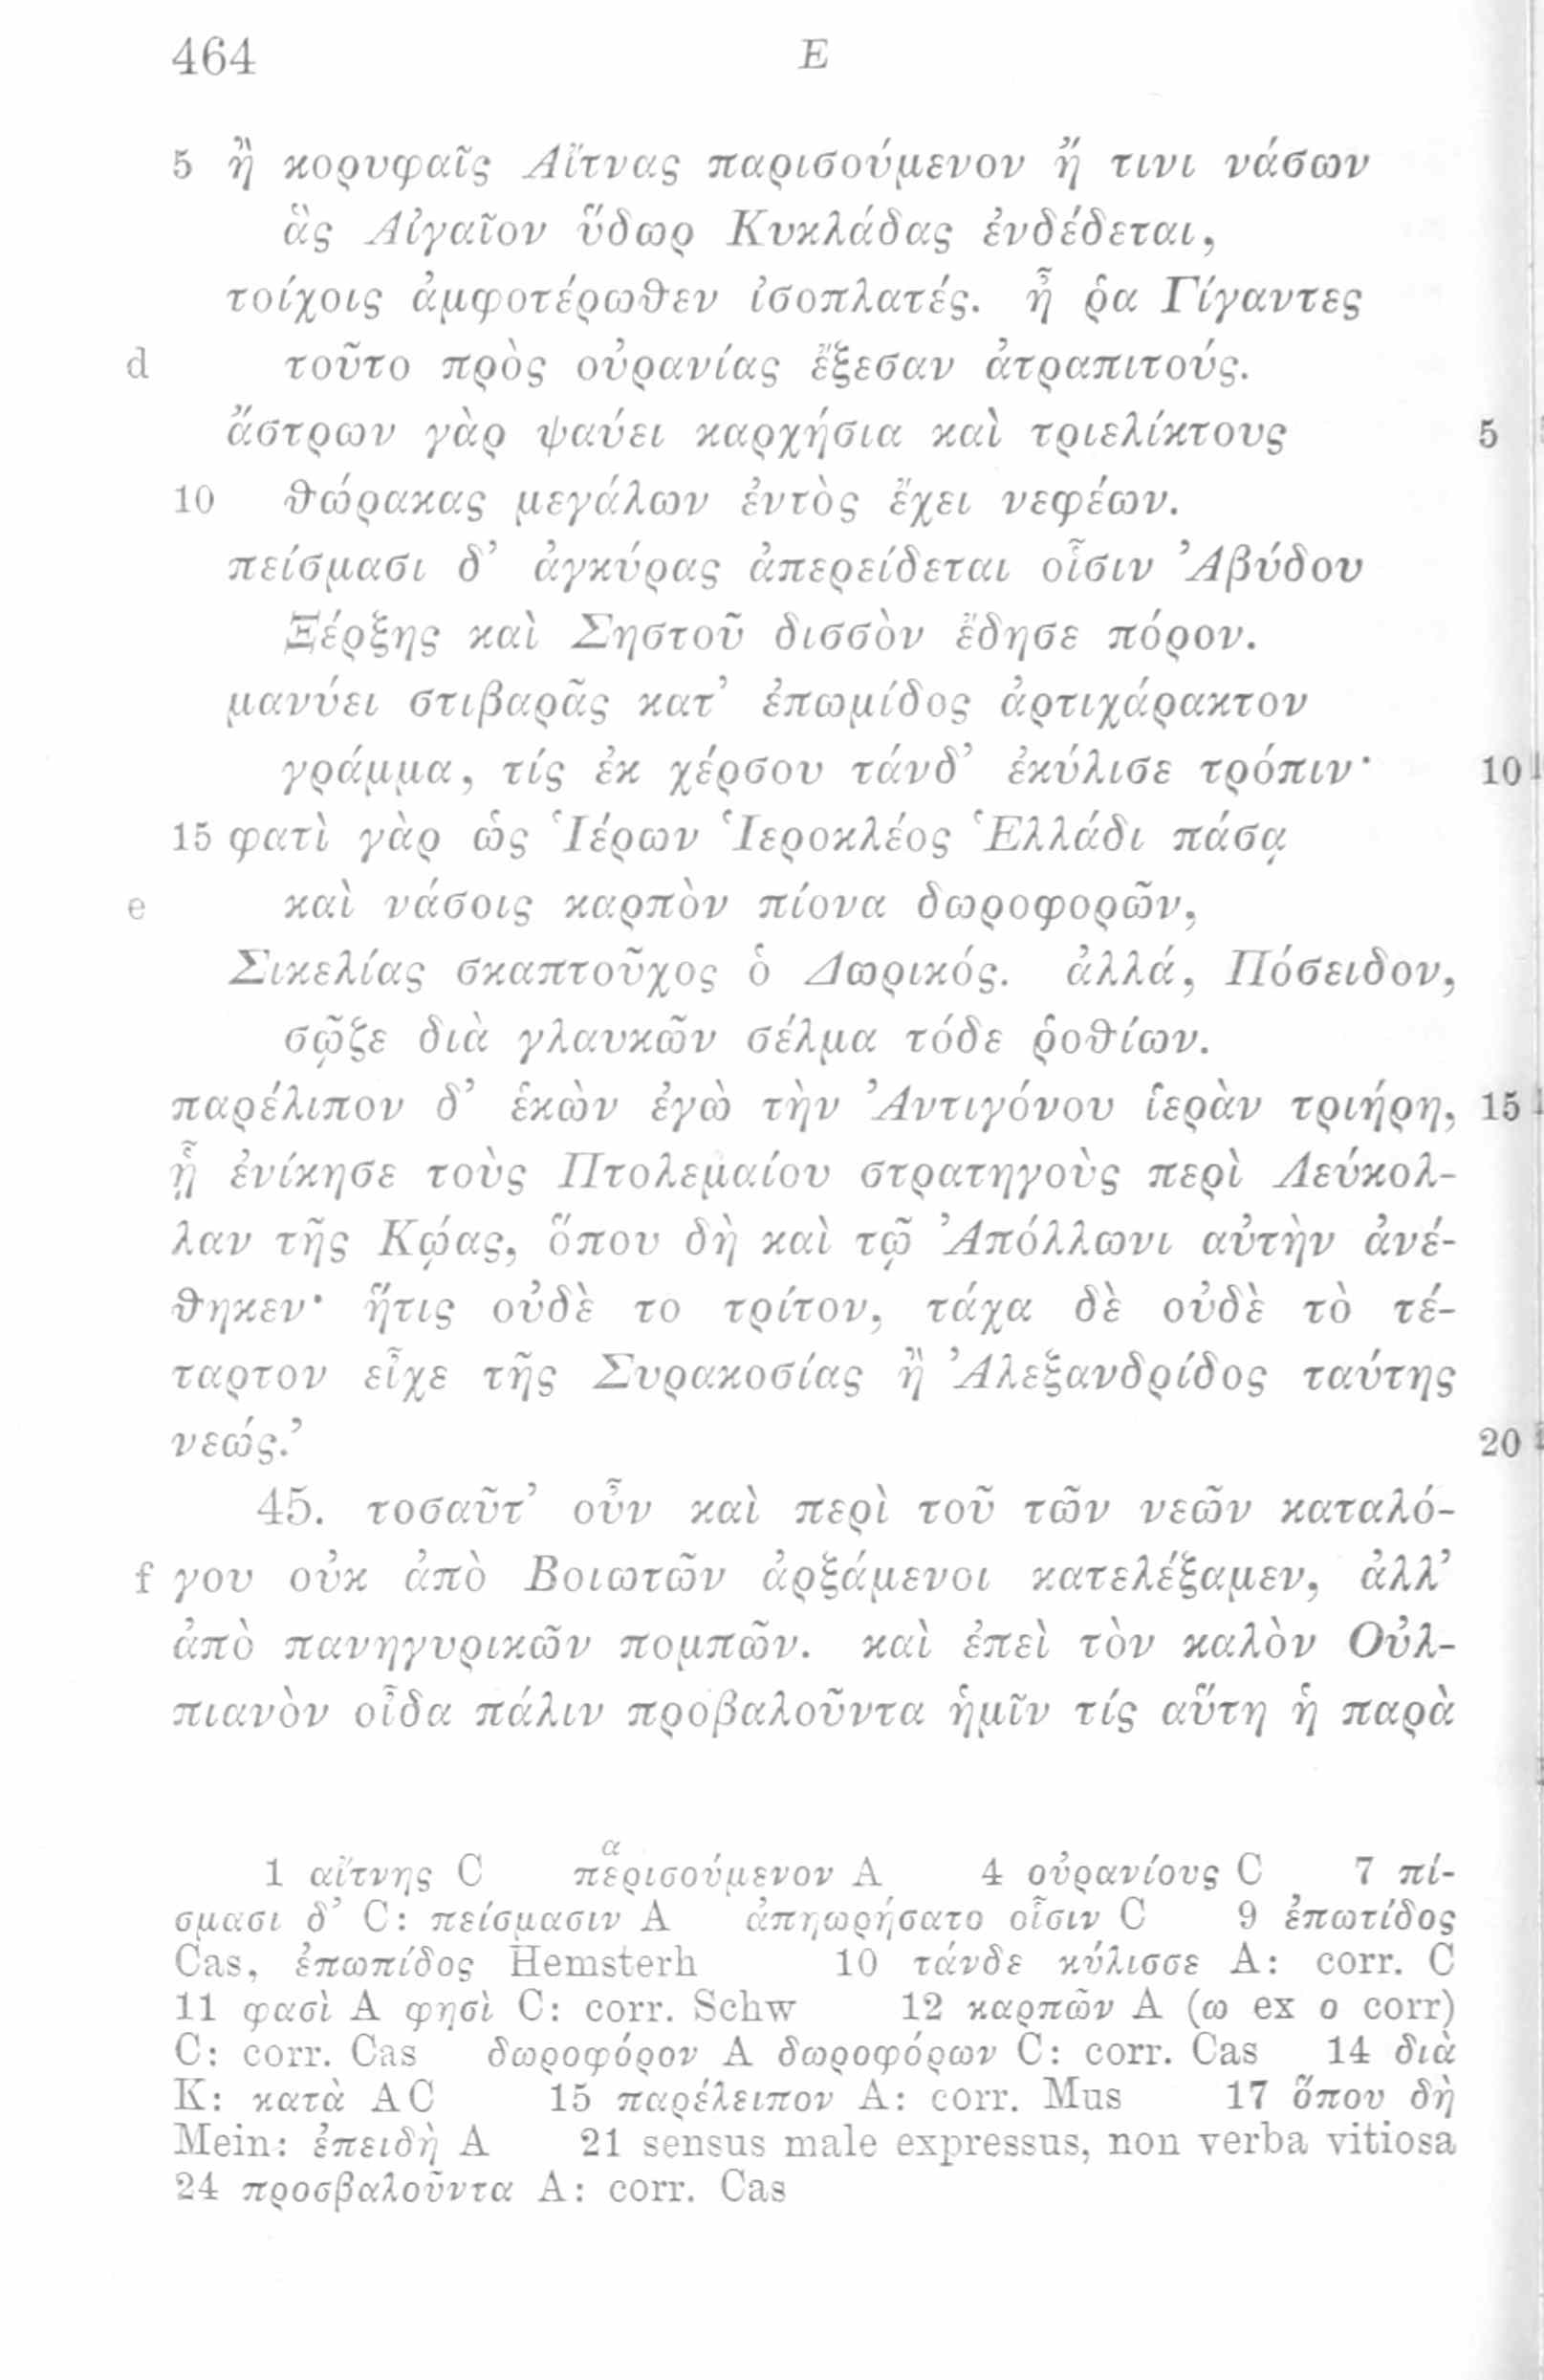 464 E
5 ἢ κορυφαῖς Αἴτνας παρισούμενον ἤ τινι νάσων
ἃς Αἰγαῖον ὕδωρ Κυκλάδας ἐνδέδεται,
τοίχοις ἀμφοτέρωθεν ἰσοπλατές. ἦ ῥα Γίγαντες
d τοῦτο πρὸς οὐρανίας ἔξεσαν ἀτραπιτούς.
ἄστρων γὰρ ψαύει καρχήσια καὶ τριελίκτους 5
10 θώρακας μεγάλων ἐντὸς ἔχει νεφέων.
πείσμασι δ’ ἀγκύρας ἀπερείδεται οἷσιν Ἀβύδου
Ξέρξης καὶ Σηστοῦ δισσὸν ἔδησε πόρον.
μανύει στιβαρᾶς κατ’ ἐπωμίδος ἀρτιχάρακτον
γράμμα, τίς ἐκ χέρσου τάνδ’ ἐκύλισε τρόπιν· 10
15 φατὶ γὰρ ὡς Ἱέρων Ἱεροκλέος Ἑλλάδι πάσᾳ
e καὶ νάσοις καρπὸν πίονα δωροφορῶν,
Σικελίας σκαπτοῦχος ὁ Δωρικός. ἀλλά, Πόσειδον,
σῷζε διὰ γλαυκῶν σέλμα τόδε ῥοθίων.
παρέλιπον δ’ ἑκὼν ἐγὼ τὴν Ἀντιγόνου ἱερὰν τριήρη, 15
ᾗ ἐνίκησε τοὺς Πτολεμαίου στρατηγοὺς περὶ Λεύκολ-
λαν τῆς Κῴας, ὅπου δὴ καὶ τῷ Ἀπόλλωνι αὐτὴν ἀνέ-
θηκεν· ἥτις οὐδὲ το τρίτον, τάχα δὲ οὐδὲ τὸ τέ-
ταρτον εἶχε τῆς Συρακοσίας ἢ Ἀλεξανδρίδος ταύτης
νεώς.’ 20
45. τοσαῦτ’ οὖν καὶ περὶ τοῦ τῶν νεῶν καταλό-
f γου οὐκ ἀπὸ Βοιωτῶν ἀρξάμενοι κατελέξαμεν, ἀλλ’
ἀπὸ πανηγυρικῶν πομπῶν. καὶ ἐπεὶ τὸν καλὸν Οὐλ-
πιανὸν οἶδα πάλιν προβαλοῦντα ἡμῖν τίς αὕτη ἡ παρὰ
1 αἴτνης C πεͣρισούμενον A 4 οὐρανίους C 7 πί-
σμασι δ’ C: πείσμασιν A ἀπηωρήσατο οἷσιν C 9 ἐπωτίδος
Cas, ἐπωπίδος Hemsterh 10 τάνδε κύλισσε A: corr. C
11 φασὶ A φησὶ C: corr. Schw 12 καρπῶν A (ω ex ο corr)
C: corr. Cas δωροφόρον A δωροφόρων C: corr. Cas 14 διὰ
K: κατὰ AC 15 παρέλειπον A: corr. Mus 17 ὅπου δὴ
Mein: ἐπειδὴ A 21 sensus male expressus, non verba vitiosa
24 προσβαλοῦντα A: corr. Cas